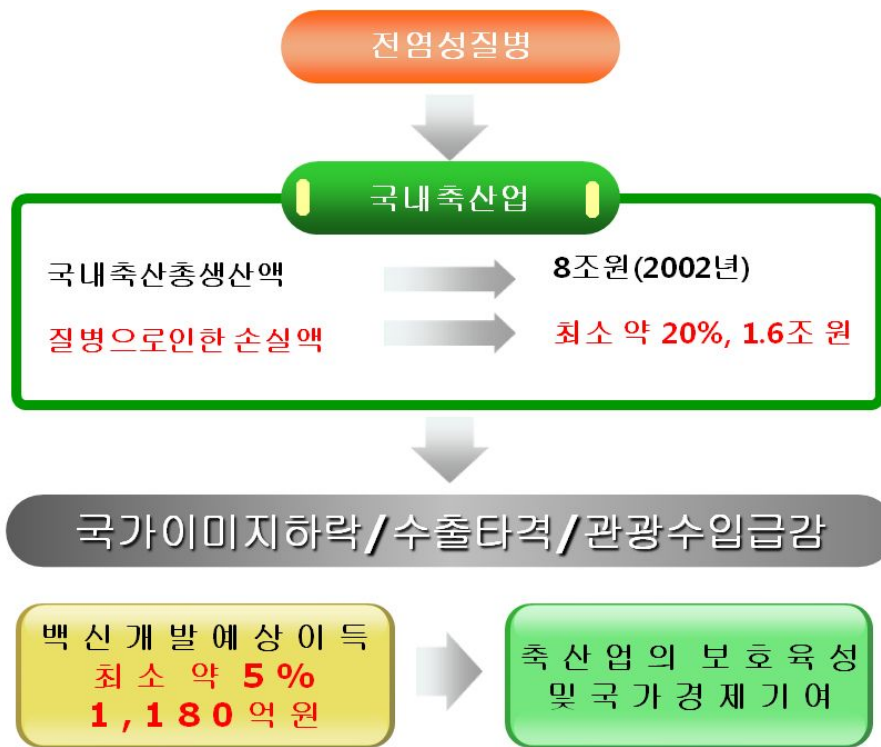 전염성질병
국내축산업
국내축산총생산액 8조원(2002년)
질병으로인한 손실액 최소 약 20%, 1.6조 원
국가이미지하락/수출타격/관광수입급감
백신개발예상이득
최소 약 5%
1,180억원
축산업의 보호육성
및국가경제기여